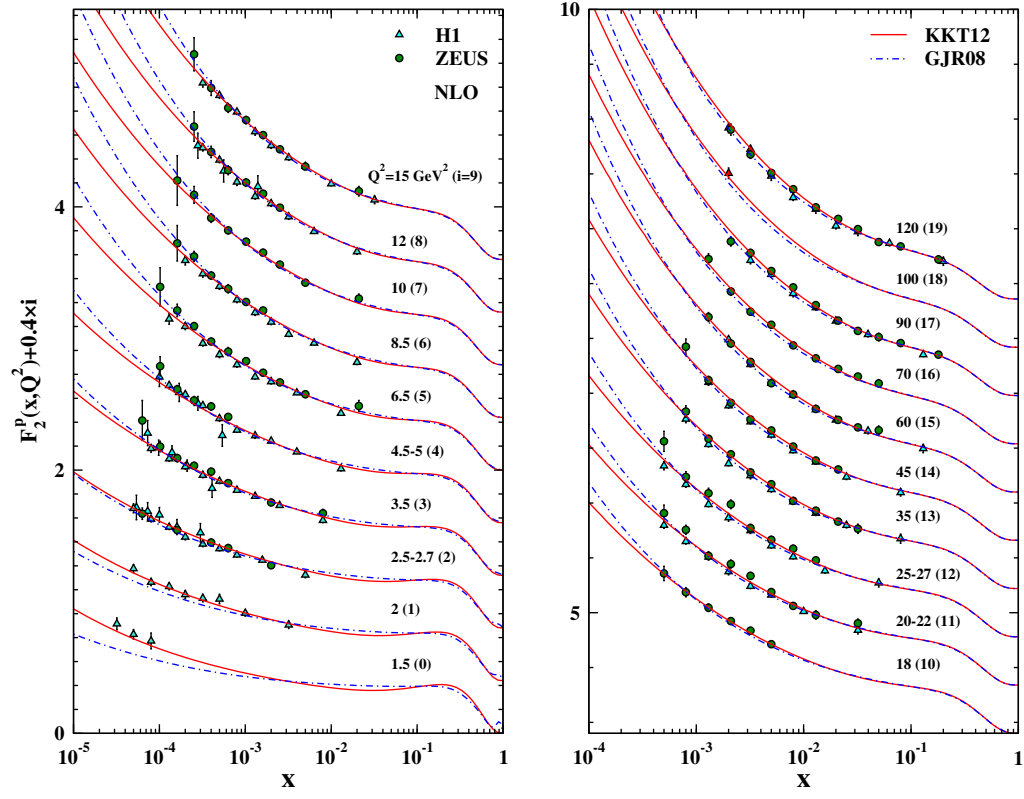 H1
ZEUS
NLO
F₂ᵖ(x,Q²)+0.4×i
4
2
0
Q²=15 GeV² (i=9)
12 (8)
10 (7)
8.5 (6)
6.5 (5)
4.5-5 (4)
3.5 (3)
2.5-2.7 (2)
2 (1)
1.5 (0)
10⁻⁵ 10⁻⁴ 10⁻³ 10⁻² 10⁻¹ 1
x
KKT12
GJR08
10
5
120 (19)
100 (18)
90 (17)
70 (16)
60 (15)
45 (14)
35 (13)
25-27 (12)
20-22 (11)
18 (10)
10⁻⁴ 10⁻³ 10⁻² 10⁻¹ 1
x